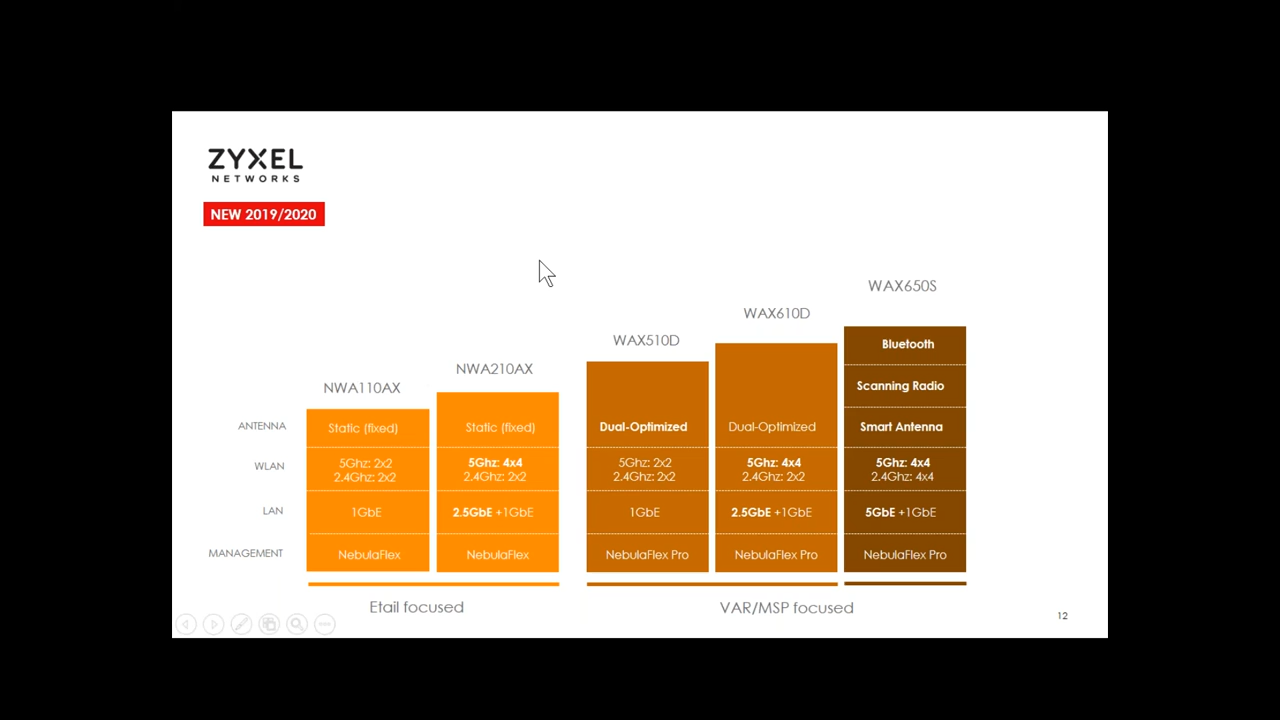 ZYXEL
NETWORKS
NEW 2019/2020
WAX650S
WAX610D
WAX510D
NWA210AX
NWA110AX
Bluetooth
Scanning Radio
ANTENNA Static (fixed) Static (fixed) Dual-Optimized Dual-Optimized Smart Antenna
WLAN 5Ghz: 2x2 5Ghz: 4x4 5Ghz: 2x2 5Ghz: 4x4 5Ghz: 4x4
2.4Ghz: 2x2 2.4Ghz: 2x2 2.4Ghz: 2x2 2.4Ghz: 2x2 2.4Ghz: 4x4
LAN 1GbE 2.5GbE +1GbE 1GbE 2.5GbE +1GbE 5GbE +1GbE
MANAGEMENT NebulaFlex NebulaFlex NebulaFlex Pro NebulaFlex Pro NebulaFlex Pro
Etail focused VAR/MSP focused
12